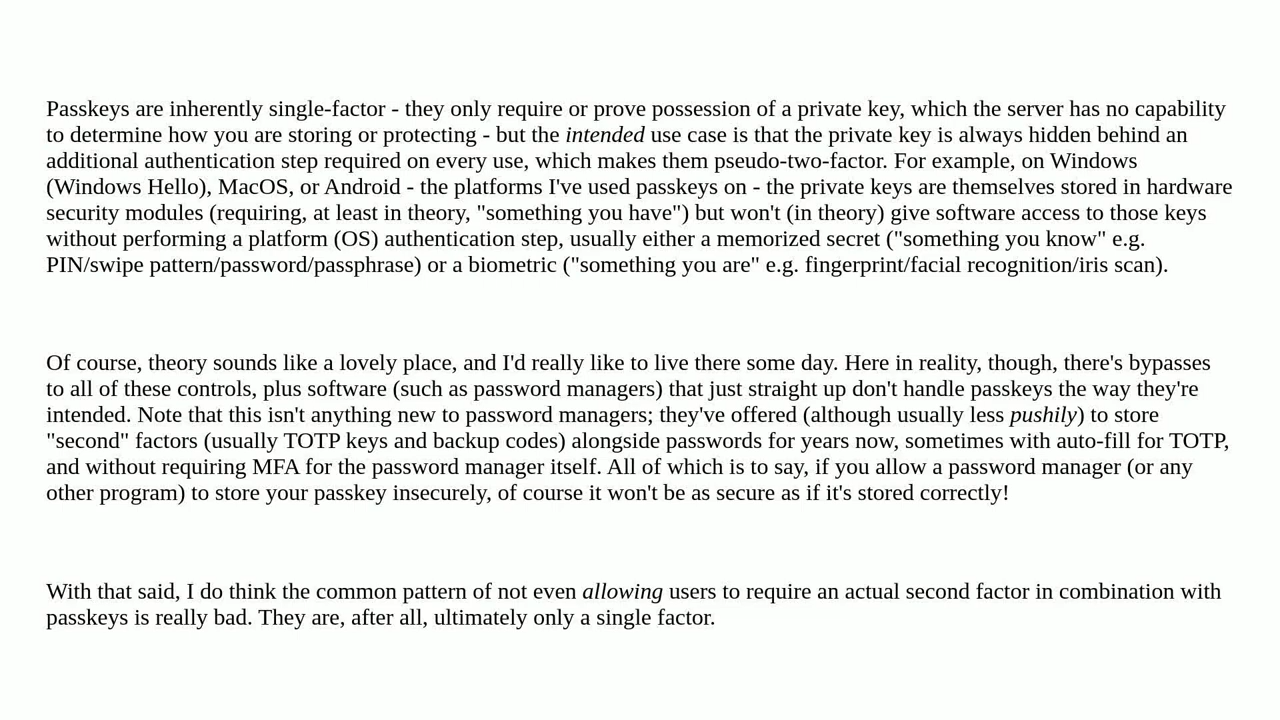 Passkeys are inherently single-factor - they only require or prove possession of a private key, which the server has no capability
to determine how you are storing or protecting - but the intended use case is that the private key is always hidden behind an
additional authentication step required on every use, which makes them pseudo-two-factor. For example, on Windows
(Windows Hello), MacOS, or Android - the platforms I've used passkeys on - the private keys are themselves stored in hardware
security modules (requiring, at least in theory, "something you have") but won't (in theory) give software access to those keys
without performing a platform (OS) authentication step, usually either a memorized secret ("something you know" e.g.
PIN/swipe pattern/password/passphrase) or a biometric ("something you are" e.g. fingerprint/facial recognition/iris scan).
Of course, theory sounds like a lovely place, and I'd really like to live there some day. Here in reality, though, there's bypasses
to all of these controls, plus software (such as password managers) that just straight up don't handle passkeys the way they're
intended. Note that this isn't anything new to password managers; they've offered (although usually less pushily) to store
"second" factors (usually TOTP keys and backup codes) alongside passwords for years now, sometimes with auto-fill for TOTP,
and without requiring MFA for the password manager itself. All of which is to say, if you allow a password manager (or any
other program) to store your passkey insecurely, of course it won't be as secure as if it's stored correctly!
With that said, I do think the common pattern of not even allowing users to require an actual second factor in combination with
passkeys is really bad. They are, after all, ultimately only a single factor.